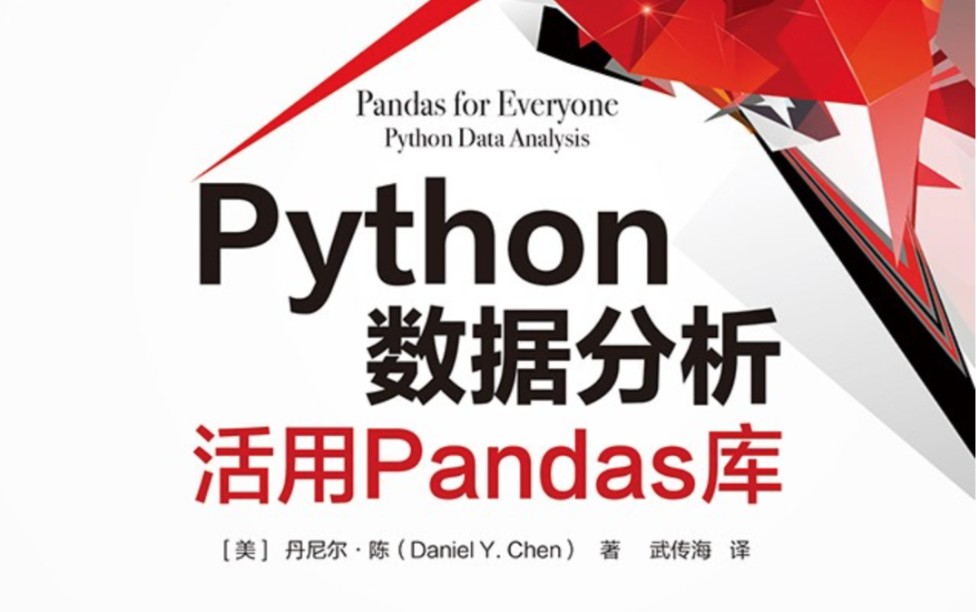 Pandas for Everyone
Python Data Analysis
Python
数据分析
活用Pandas库
［美］ 丹尼尔·陈（Daniel Y. Chen） 著 武传海 译